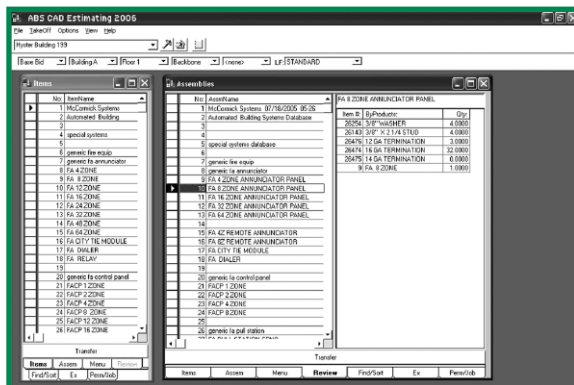 ABS CAD Estimating 2006
File TakeOff Options View Help
Hyster Building 199
Base Bid Building A Floor 1 Backbone <none> LF: STANDARD
Items
No: ItemName
1 McCormick Systems
2 Automated Building
3
4 special systems
5
6 generic fire equip
7 generic fa annunciator
8 FA 4 ZONE
9 FA 8 ZONE
10 FA 12 ZONE
11 FA 16 ZONE
12 FA 24 ZONE
13 FA 32 ZONE
14 FA 48 ZONE
15 FA 64 ZONE
16 FA CITY TIE MODULE
17 FA DIALER
18 FA RELAY
19
20 generic fa control panel
21 FACP 1 ZONE
22 FACP 2 ZONE
23 FACP 4 ZONE
24 FACP 8 ZONE
25 FACP 12 ZONE
26 FACP 16 ZONE
Transfer
Items Assem Menu Review
Find/Sort Ex Perm/Job
Assemblies
No: AssmName
1 McCormick Systems 07/18/2005 05:26
2 Automated Building Systems Database
3
4
5 special systems database
6
7 generic fire equip
8 generic fa annunciator
9 FA 4 ZONE ANNUNCIATOR PANEL
10 FA 8 ZONE ANNUNCIATOR PANEL
11 FA 16 ZONE ANNUNCIATOR PANEL
12 FA 32 ZONE ANNUNCIATOR PANEL
13 FA 64 ZONE ANNUNCIATOR PANEL
14
15 FA 4Z REMOTE ANNUNCIATOR
16 FA 8Z REMOTE ANNUNCIATOR
17 FA CITY TIE MODULE
18 FA DIALER
19
20 generic fa control panel
21 FACP 1 ZONE
22 FACP 2 ZONE
23 FACP 4 ZONE
24 FACP 8 ZONE
25
26 generic fa pull station
FA 8 ZONE ANNUNCIATOR PANEL
Item #: ByProducts: Qty:
26254 3/8" WASHER 4.0000
26143 3/8" X 2 1/4 STUD 4.0000
26476 12 GA TERMINATION 3.0000
26474 16 GA TERMINATION 32.0000
26475 14 GA TERMINATION 0.0000
9 FA 8 ZONE 1.0000
Transfer
Items Assem Menu Review Find/Sort Ex Perm/Job